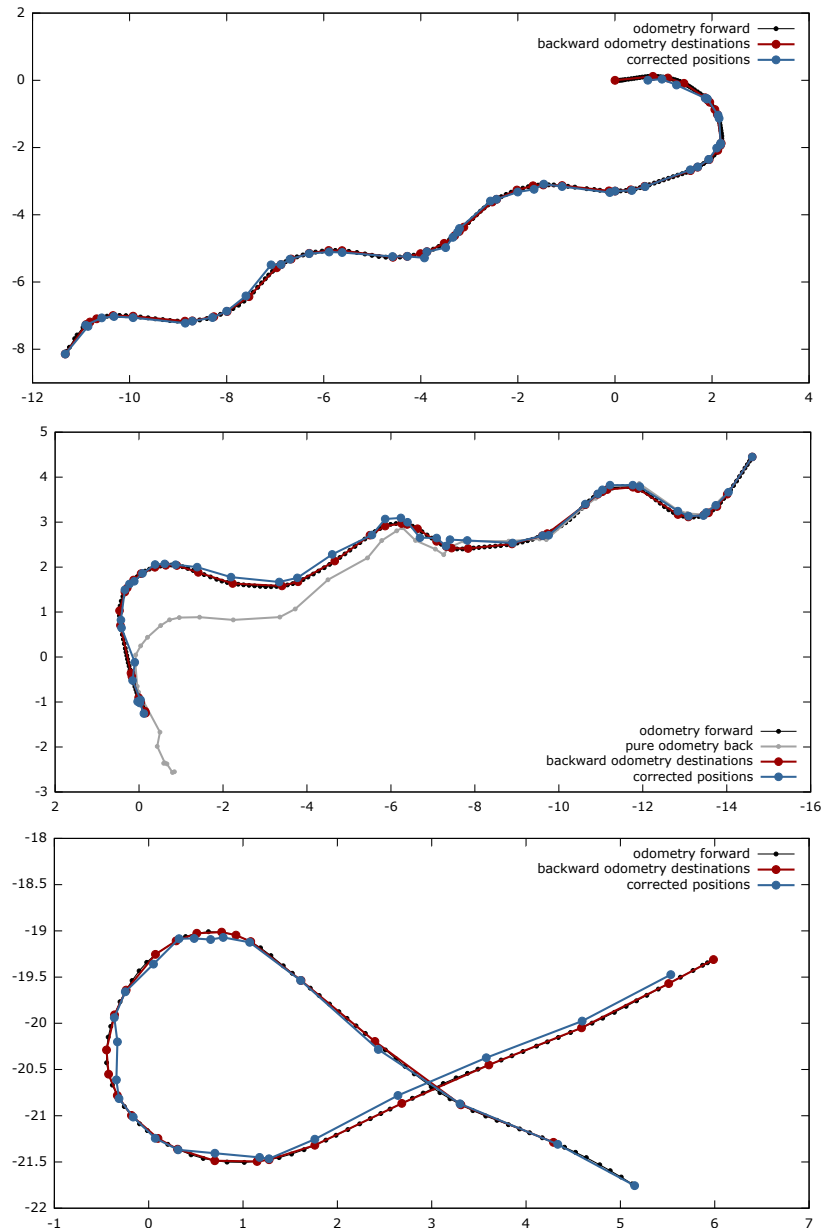 2
0
-2
-4
-6
-8
-12 -10 -8 -6 -4 -2 0 2 4
odometry forward
backward odometry destinations
corrected positions
5
4
3
2
1
0
-1
-2
-3
2 0 -2 -4 -6 -8 -10 -12 -14 -16
odometry forward
pure odometry back
backward odometry destinations
corrected positions
-18
-18.5
-19
-19.5
-20
-20.5
-21
-21.5
-22
-1 0 1 2 3 4 5 6 7
odometry forward
backward odometry destinations
corrected positions